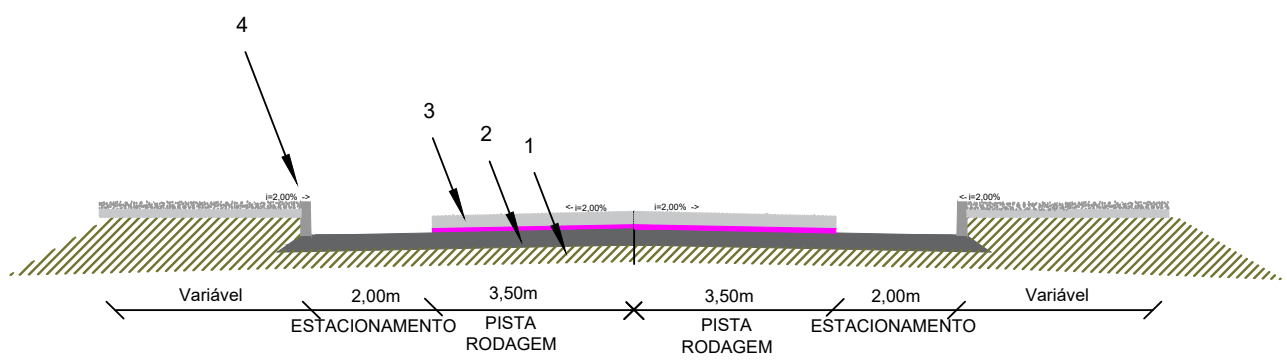 4
3
2
1
i=2,00% ->
<- i=2,00%
i=2,00% ->
<- i=2,00%
Variável
2,00m
3,50m
3,50m
2,00m
Variável
ESTACIONAMENTO
PISTA
RODAGEM
PISTA
RODAGEM
ESTACIONAMENTO